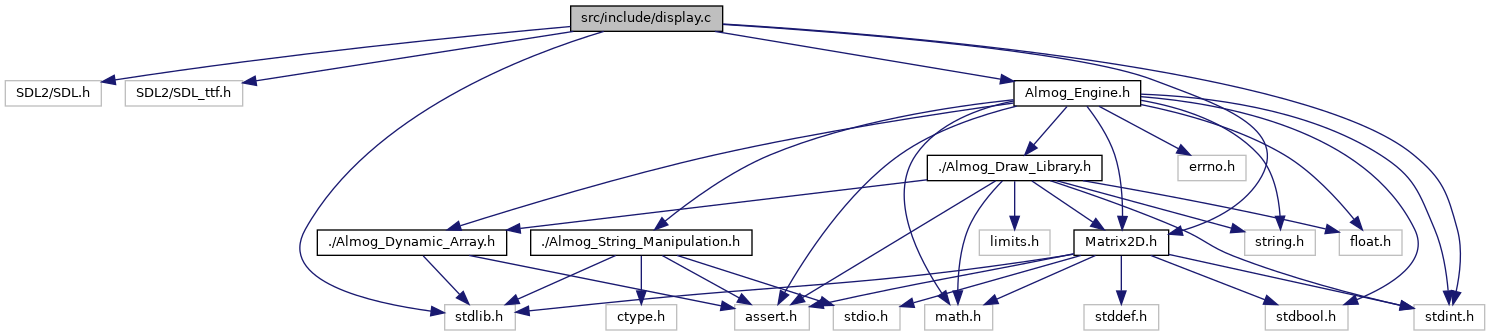 src/include/display.c
SDL2/SDL.h
SDL2/SDL_ttf.h
Almog_Engine.h
./Almog_Draw_Library.h
errno.h
./Almog_Dynamic_Array.h
./Almog_String_Manipulation.h
limits.h
Matrix2D.h
string.h
float.h
stdlib.h
ctype.h
assert.h
stdio.h
math.h
stddef.h
stdbool.h
stdint.h